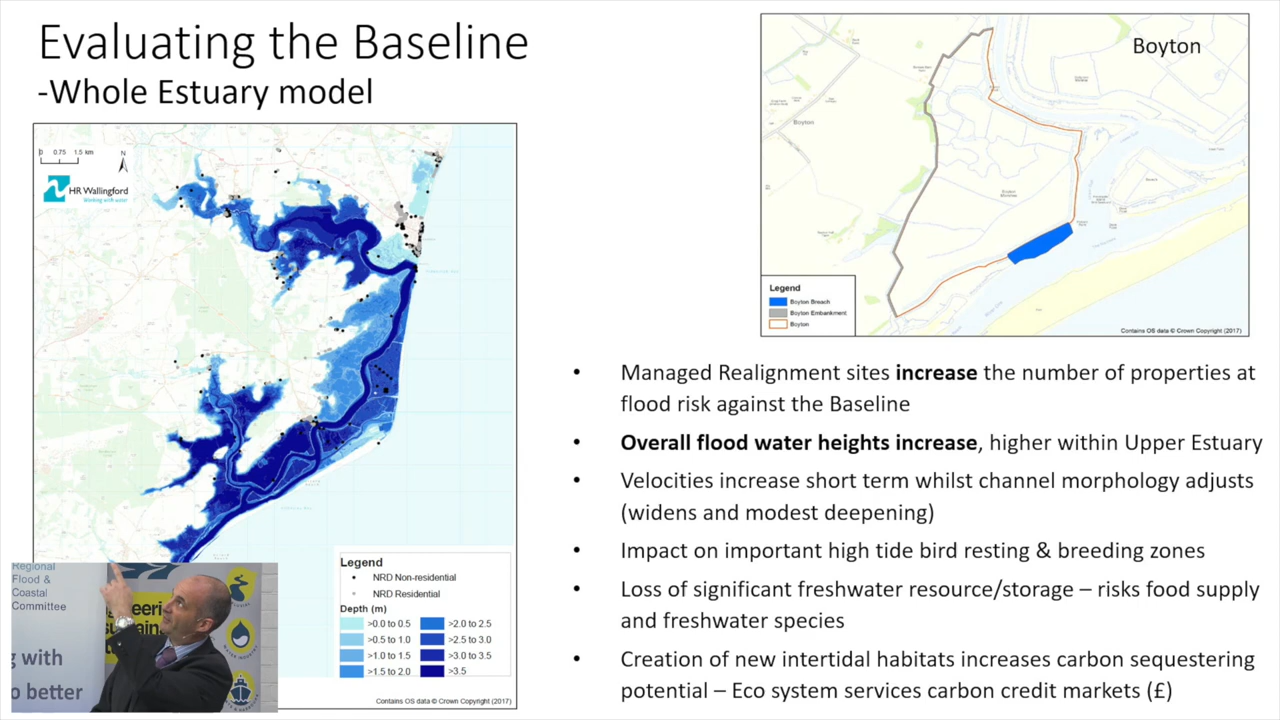 Evaluating the Baseline
-Whole Estuary model
0 0.75 1.5 km
N
HR Wallingford
Working with water
Legend
NRD Non-residential
NRD Residential
Depth (m)
>0.0 to 0.5
>2.0 to 2.5
>0.5 to 1.0
>2.5 to 3.0
>1.0 to 1.5
>3.0 to 3.5
>1.5 to 2.0
>3.5
Contains OS data © Crown Copyright (2017)
Boyton
Boyton
Legend
Boyton Breach
Boyton Embankment
Boyton
Contains OS data © Crown Copyright (2017)
• Managed Realignment sites increase the number of properties at
flood risk against the Baseline
• Overall flood water heights increase, higher within Upper Estuary
• Velocities increase short term whilst channel morphology adjusts
(widens and modest deepening)
• Impact on important high tide bird resting & breeding zones
• Loss of significant freshwater resource/storage – risks food supply
and freshwater species
• Creation of new intertidal habitats increases carbon sequestering
potential – Eco system services carbon credit markets (£)
Regional
Flood &
Coastal
Committee
g with
o better